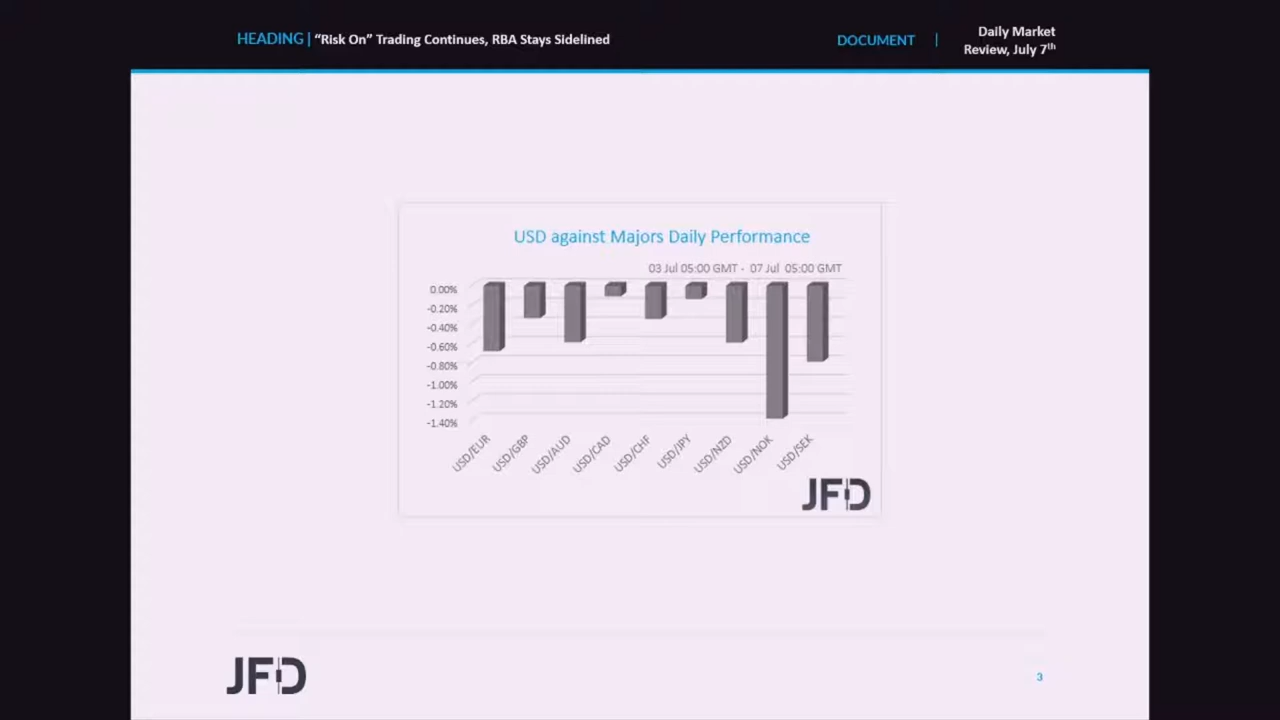 HEADING | “Risk On” Trading Continues, RBA Stays Sidelined
DOCUMENT |
Daily Market
Review, July 7th
USD against Majors Daily Performance
03 Jul 05:00 GMT - 07 Jul 05:00 GMT
0.00%
-0.20%
-0.40%
-0.60%
-0.80%
-1.00%
-1.20%
-1.40%
USD/EUR
USD/GBP
USD/AUD
USD/CAD
USD/CHF
USD/JPY
USD/NZD
USD/NOK
USD/SEK
JFD
JFD
3